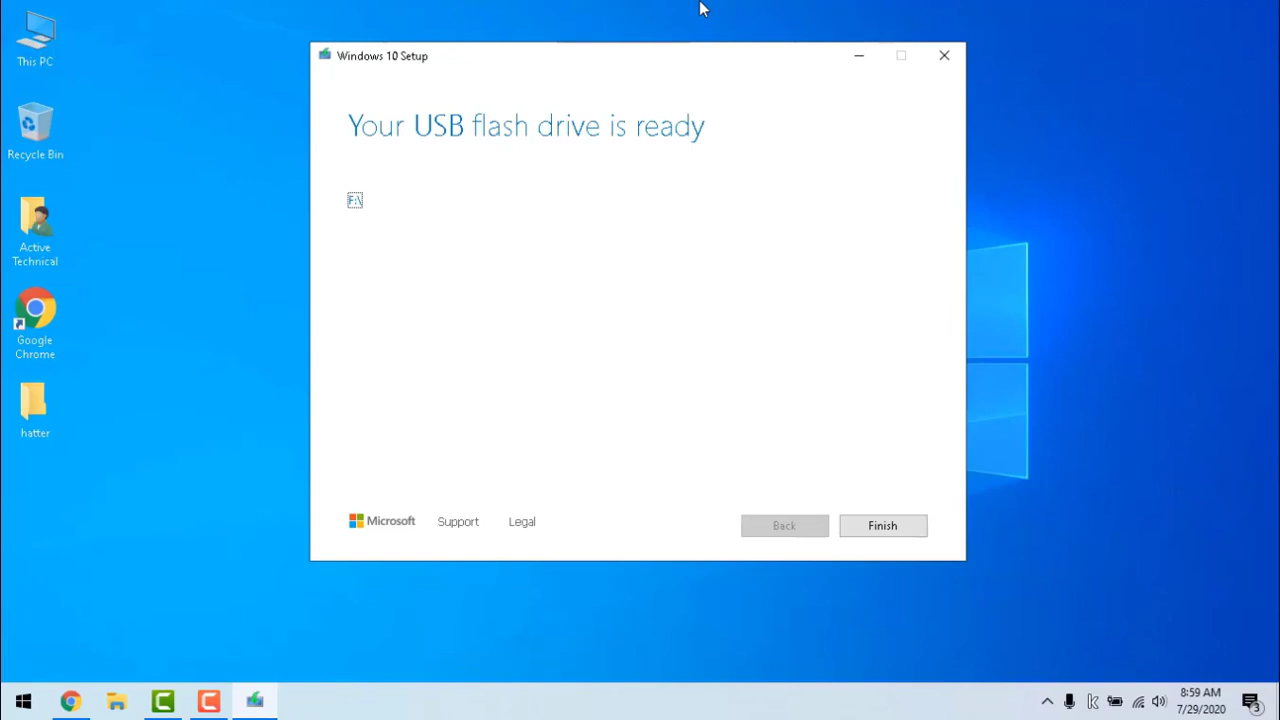 This PC
Recycle Bin
Active
Technical
Google
Chrome
hatter
Windows 10 Setup
Your USB flash drive is ready
F:\
Microsoft
Support
Legal
Back
Finish
8:59 AM
7/29/2020
3